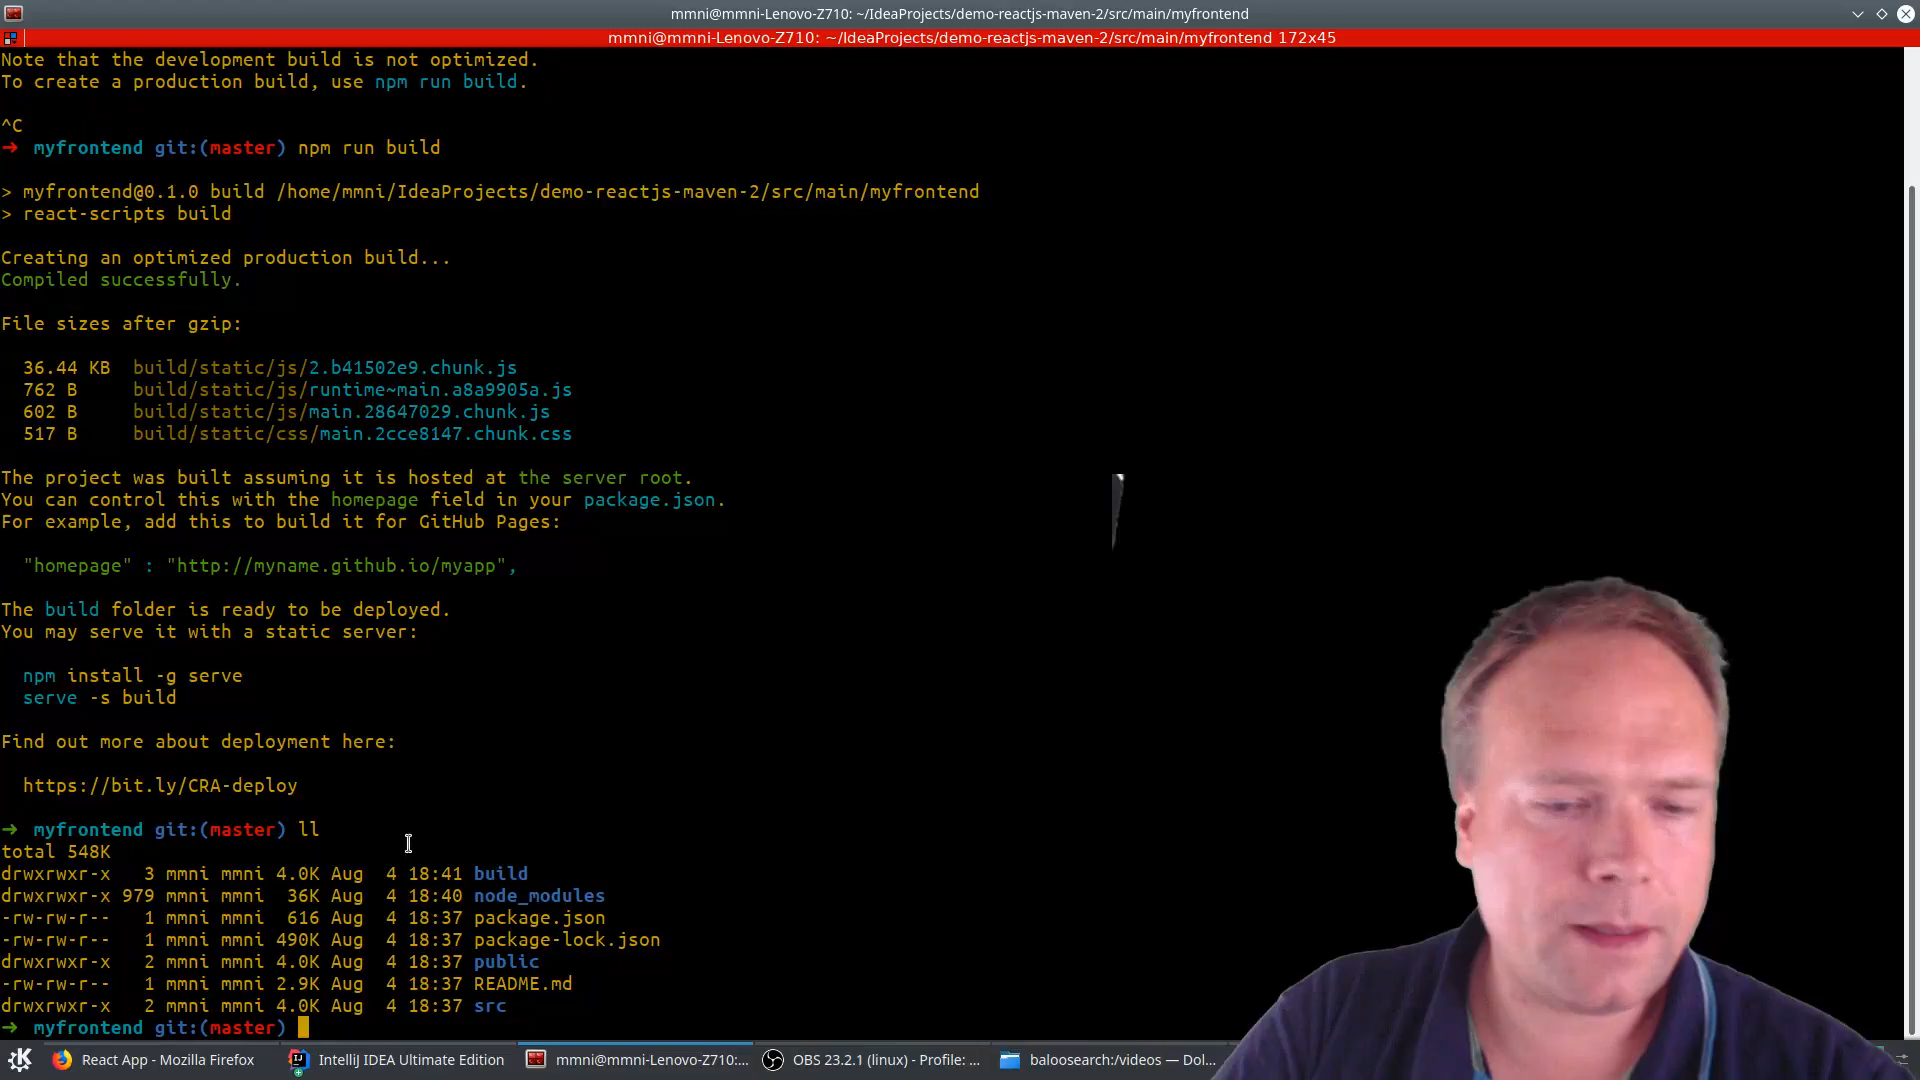 mmni@mmni-Lenovo-Z710: ~/IdeaProjects/demo-reactjs-maven-2/src/main/myfrontend
mmni@mmni-Lenovo-Z710: ~/IdeaProjects/demo-reactjs-maven-2/src/main/myfrontend 172x45
Note that the development build is not optimized.
To create a production build, use npm run build.
^C
➜ myfrontend git:(master) npm run build
> myfrontend@0.1.0 build /home/mmni/IdeaProjects/demo-reactjs-maven-2/src/main/myfrontend
> react-scripts build
Creating an optimized production build...
Compiled successfully.
File sizes after gzip:
36.44 KB build/static/js/2.b41502e9.chunk.js
762 B build/static/js/runtime~main.a8a9905a.js
602 B build/static/js/main.28647029.chunk.js
517 B build/static/css/main.2cce8147.chunk.css
The project was built assuming it is hosted at the server root.
You can control this with the homepage field in your package.json.
For example, add this to build it for GitHub Pages:
"homepage" : "http://myname.github.io/myapp",
The build folder is ready to be deployed.
You may serve it with a static server:
npm install -g serve
serve -s build
Find out more about deployment here:
https://bit.ly/CRA-deploy
➜ myfrontend git:(master) ll
total 548K
drwxrwxr-x 3 mmni mmni 4.0K Aug 4 18:41 build
drwxrwxr-x 979 mmni mmni 36K Aug 4 18:40 node_modules
-rw-rw-r-- 1 mmni mmni 616 Aug 4 18:37 package.json
-rw-rw-r-- 1 mmni mmni 490K Aug 4 18:37 package-lock.json
drwxrwxr-x 2 mmni mmni 4.0K Aug 4 18:37 public
-rw-rw-r-- 1 mmni mmni 2.9K Aug 4 18:37 README.md
drwxrwxr-x 2 mmni mmni 4.0K Aug 4 18:37 src
➜ myfrontend git:(master)
React App - Mozilla Firefox
IntelliJ IDEA Ultimate Edition
mmni@mmni-Lenovo-Z710:...
OBS 23.2.1 (linux) - Profile: ...
baloosearch:/videos — Dol...